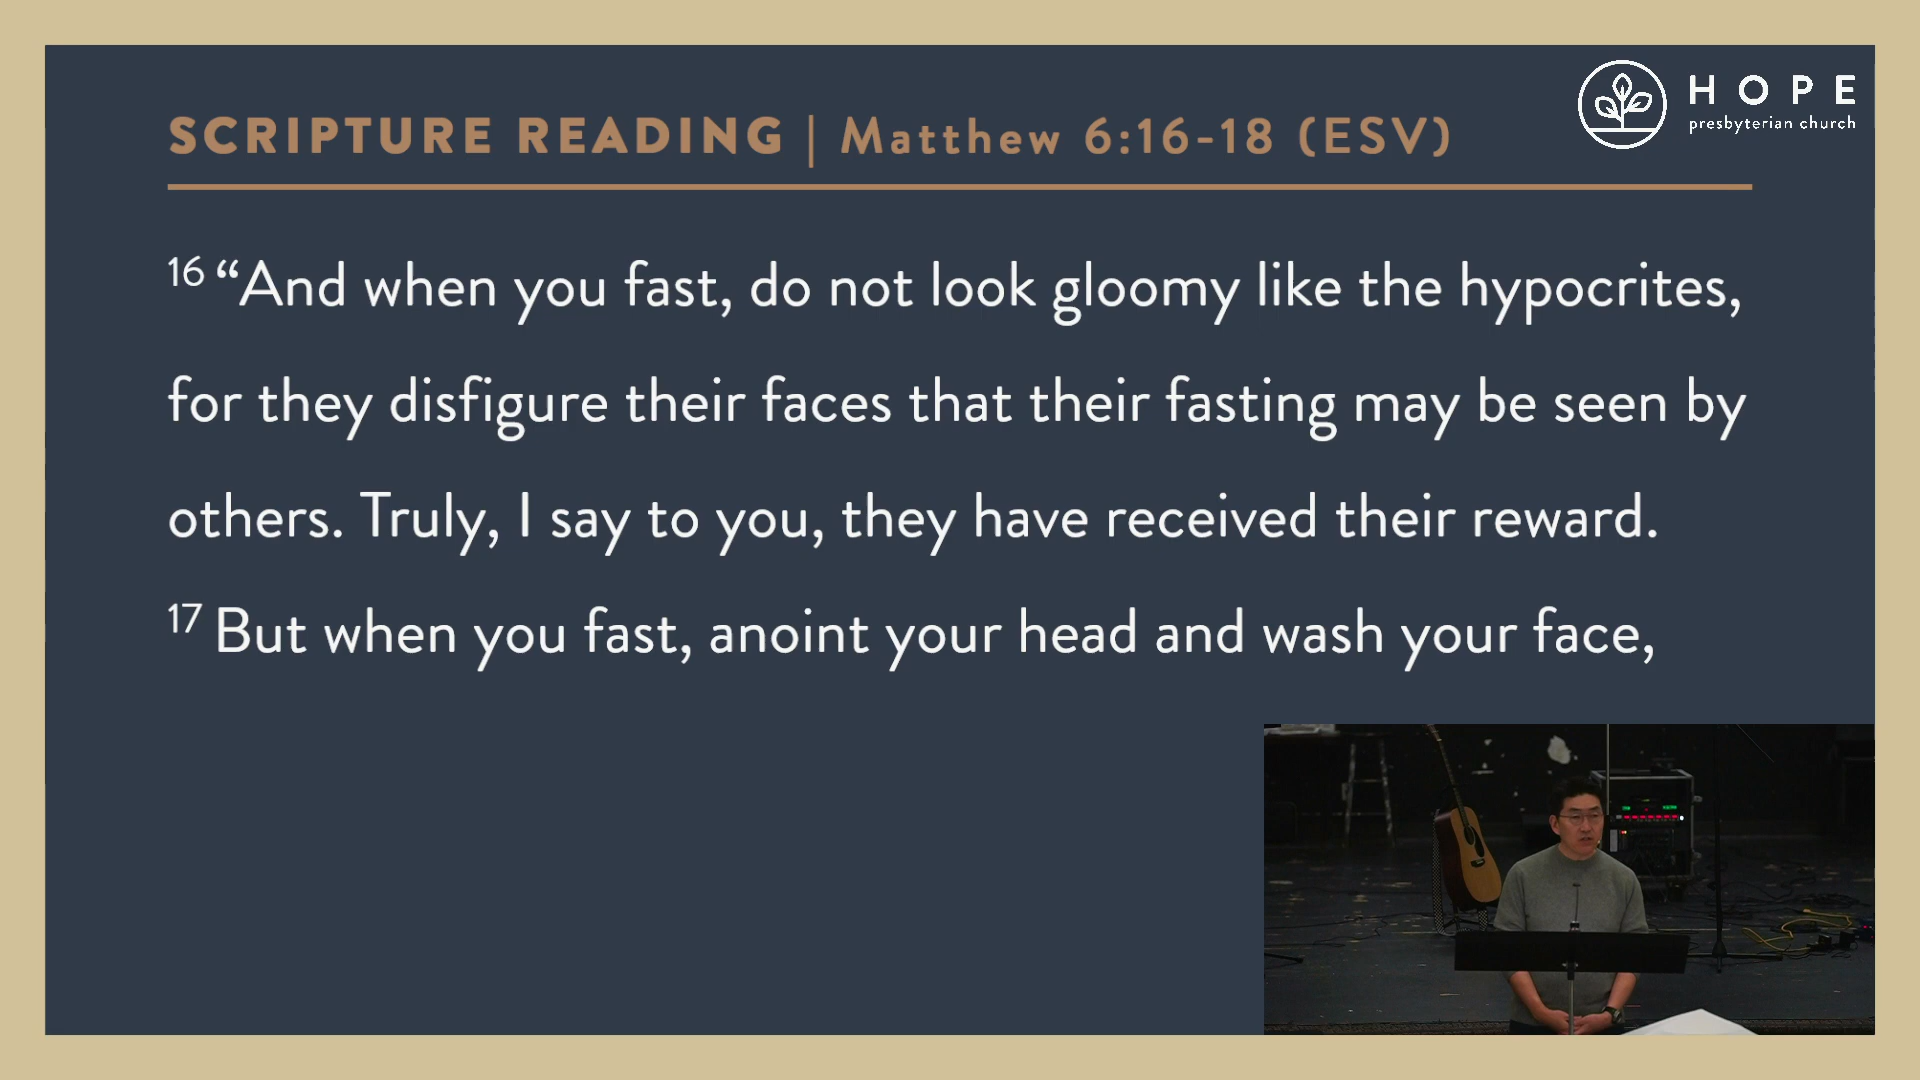 HOPE
presbyterian church
SCRIPTURE READING | Matthew 6:16-18 (ESV)
16 “And when you fast, do not look gloomy like the hypocrites,
for they disfigure their faces that their fasting may be seen by
others. Truly, I say to you, they have received their reward.
17 But when you fast, anoint your head and wash your face,